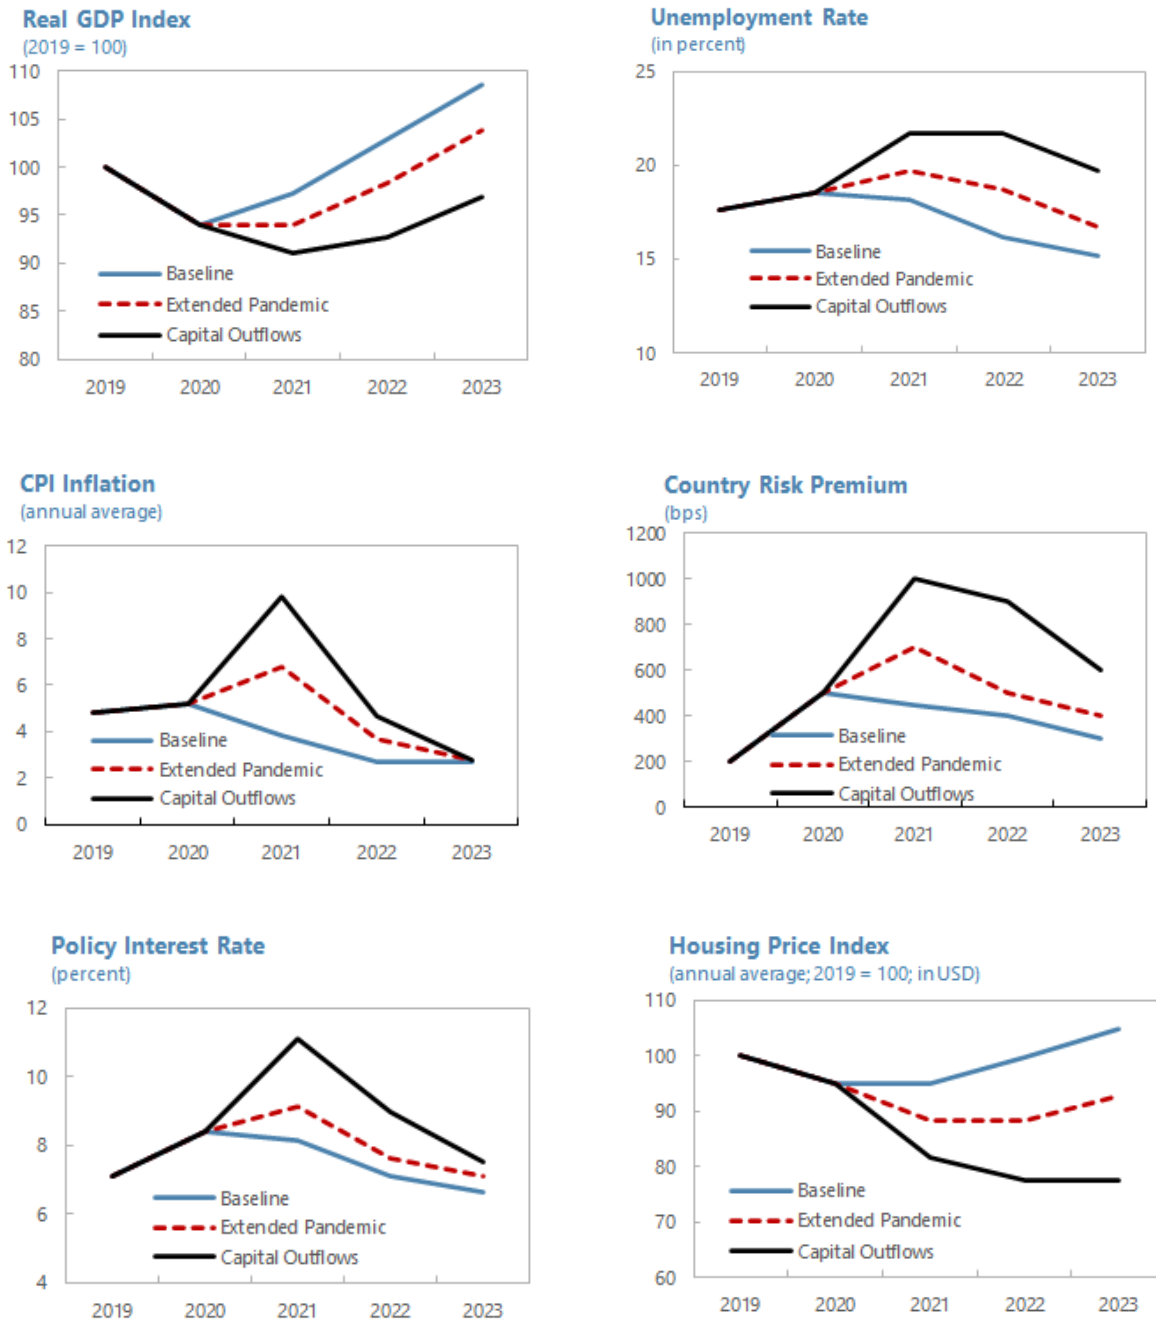 Real GDP Index
(2019 = 100)
110
105
100
95
90
85
80
Baseline
Extended Pandemic
Capital Outflows
2019 2020 2021 2022 2023
Unemployment Rate
(in percent)
25
20
15
10
Baseline
Extended Pandemic
Capital Outflows
2019 2020 2021 2022 2023
CPI Inflation
(annual average)
12
10
8
6
4
2
0
Baseline
Extended Pandemic
Capital Outflows
2019 2020 2021 2022 2023
Country Risk Premium
(bps)
1200
1000
800
600
400
200
0
Baseline
Extended Pandemic
Capital Outflows
2019 2020 2021 2022 2023
Policy Interest Rate
(percent)
12
10
8
6
4
Baseline
Extended Pandemic
Capital Outflows
2019 2020 2021 2022 2023
Housing Price Index
(annual average; 2019 = 100; in USD)
110
100
90
80
70
60
Baseline
Extended Pandemic
Capital Outflows
2019 2020 2021 2022 2023